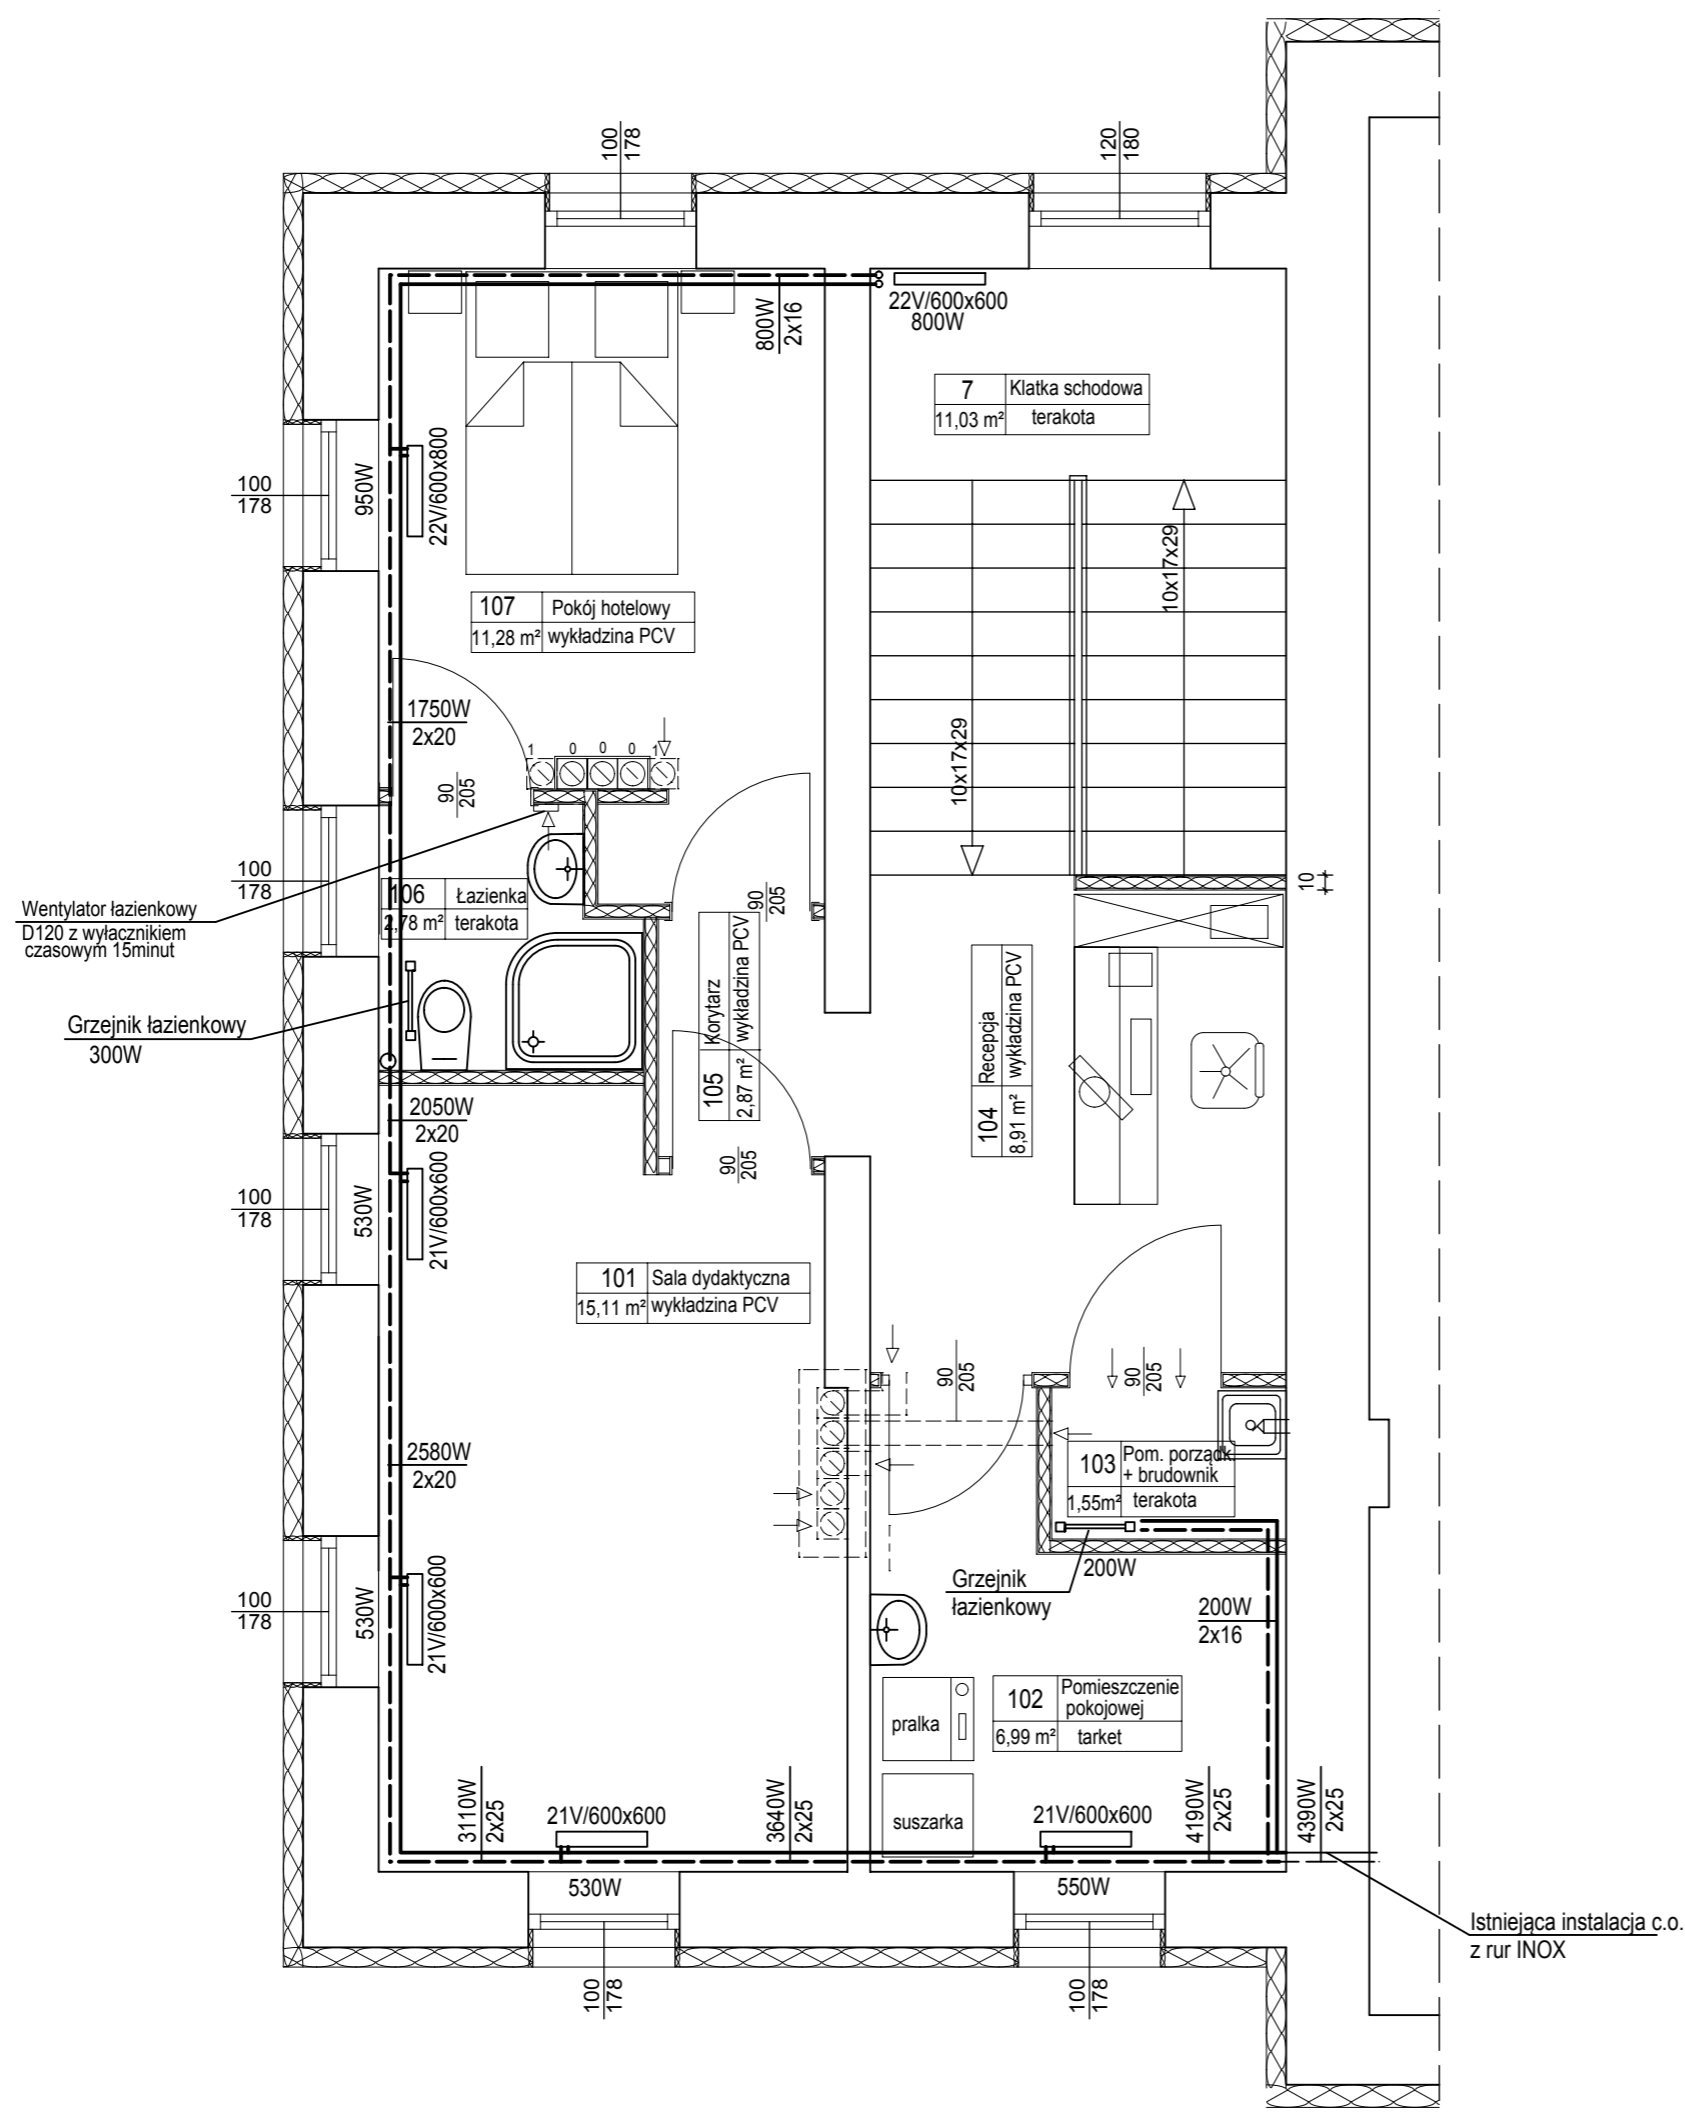 100
178
120
180
22V/600x600
800W
800W
2x16
7 Klatka schodowa
11,03 m² terakota
100
178
950W
22V/600x800
10x17x29
10x17x29
107 Pokój hotelowy
11,28 m² wykładzina PCV
1750W
2x20
1 0 0 0 1
90
205
100
178
106 Łazienka
2,78 m² terakota
90
205
10
Wentylator łazienkowy
D120 z wyłacznikiem
czasowym 15minut
105 Korytarz
2,87 m² wykładzina PCV
104 Recepcja
8,91 m² wykładzina PCV
Grzejnik łazienkowy
300W
2050W
2x20
90
205
100
178
530W
21V/600x600
101 Sala dydaktyczna
15,11 m² wykładzina PCV
90
205
90
205
2580W
2x20
103 Pom. porządk.
+ brudownik
1,55m² terakota
Grzejnik
łazienkowy
200W
100
178
530W
21V/600x600
200W
2x16
102 Pomieszczenie
pokojowej
6,99 m² tarket
pralka
suszarka
3110W
2x25
21V/600x600
3640W
2x25
21V/600x600
4190W
2x25
4390W
2x25
530W
550W
Istniejąca instalacja c.o.
z rur INOX
100
178
100
178